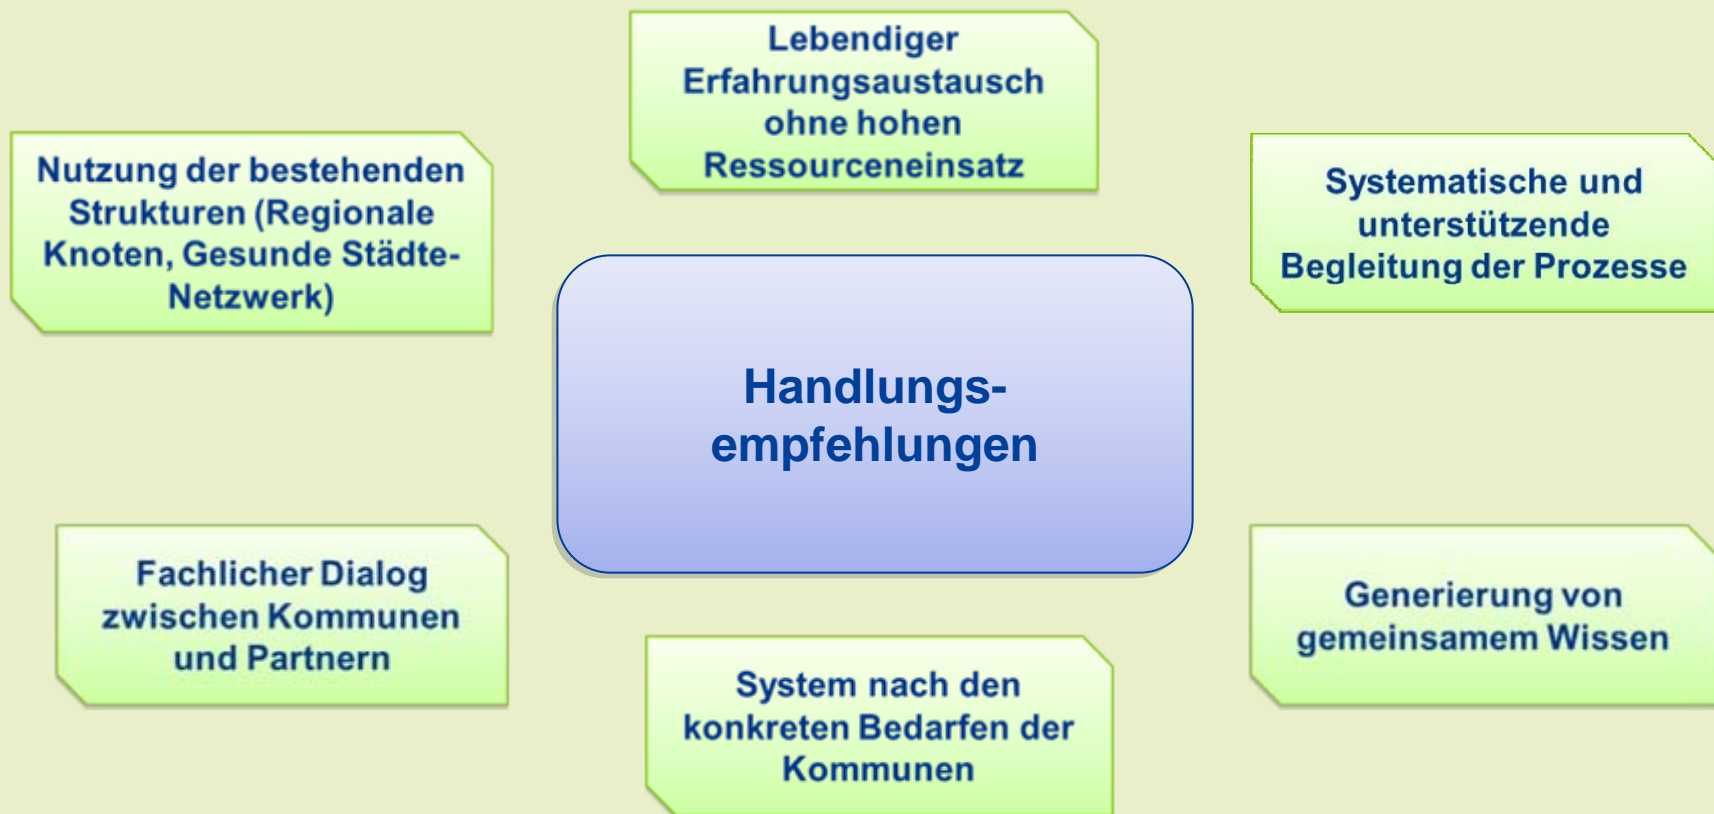 Lebendiger
Erfahrungsaustausch
ohne hohen
Ressourceneinsatz
Nutzung der bestehenden
Strukturen (Regionale
Knoten, Gesunde Städte-
Netzwerk)
Systematische und
unterstützende
Begleitung der Prozesse
Handlungs-
empfehlungen
Fachlicher Dialog
zwischen Kommunen
und Partnern
Generierung von
gemeinsamem Wissen
System nach den
konkreten Bedarfen der
Kommunen